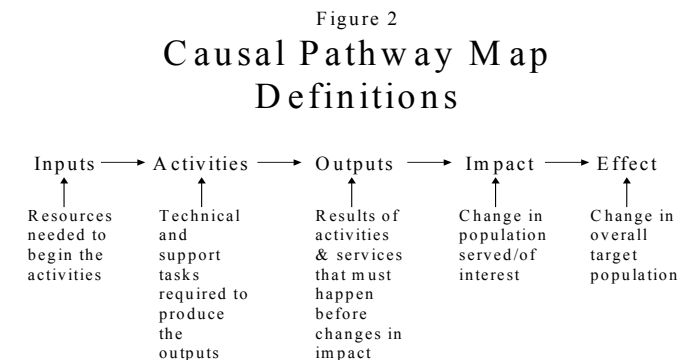 Figure 2
Causal Pathway Map
Definitions
Inputs Activities Outputs Impact Effect
Resources
needed to
begin the
activities
Technical
and
support
tasks
required to
produce
the
outputs
Results of
activities
& services
that must
happen
before
changes in
impact
Change in
population
served/of
interest
Change in
overall
target
population